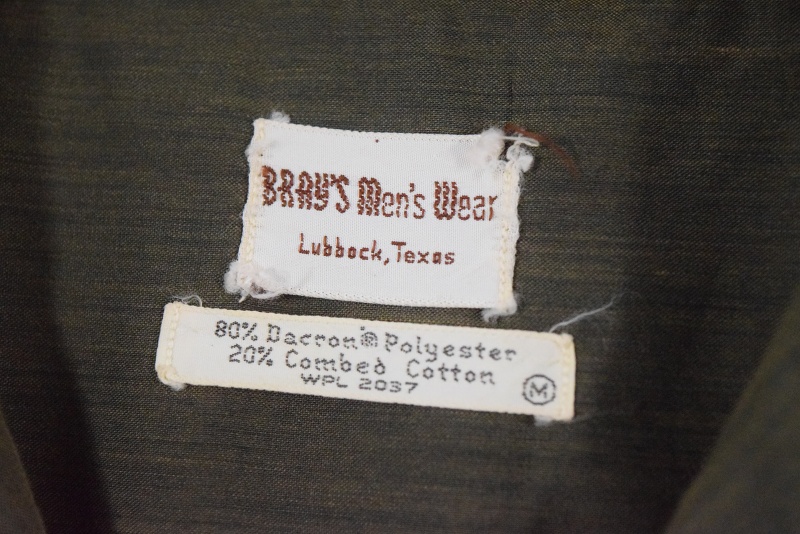 BRAY'S Men's Wear
Lubbock, Texas
80% Dacron® Polyester
20% Combed Cotton
WPL 2037
M